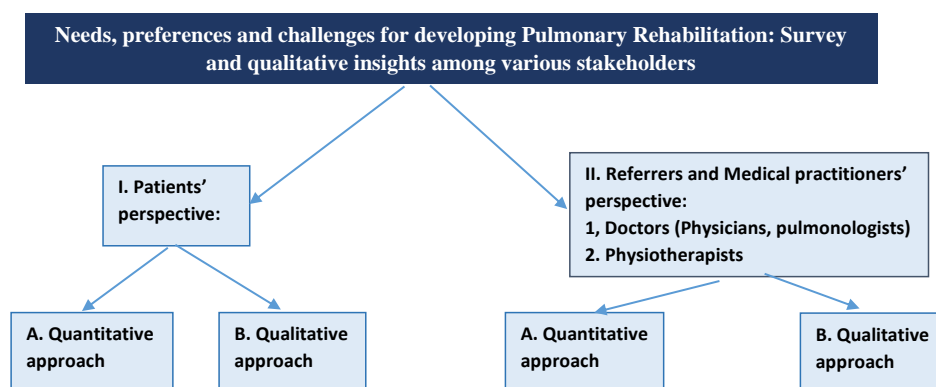 Needs, preferences and challenges for developing Pulmonary Rehabilitation: Survey
and qualitative insights among various stakeholders
I. Patients’
perspective:
II. Referrers and Medical practitioners’
perspective:
1, Doctors (Physicians, pulmonologists)
2. Physiotherapists
A. Quantitative
approach
B. Qualitative
approach
A. Quantitative
approach
B. Qualitative
approach